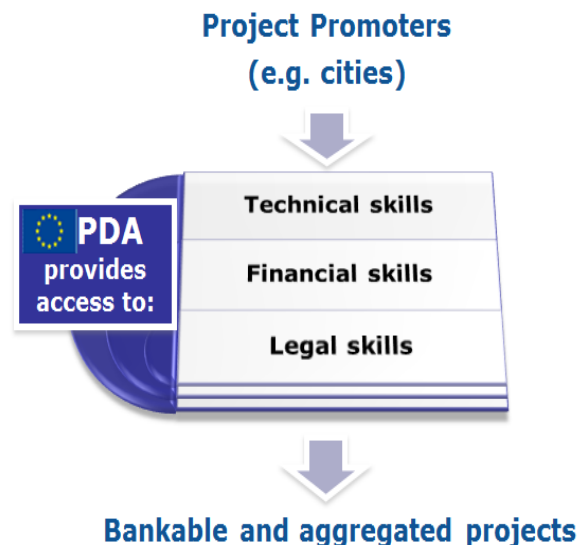 Project Promoters
(e.g. cities)
PDA
provides
access to:
Technical skills
Financial skills
Legal skills
Bankable and aggregated projects